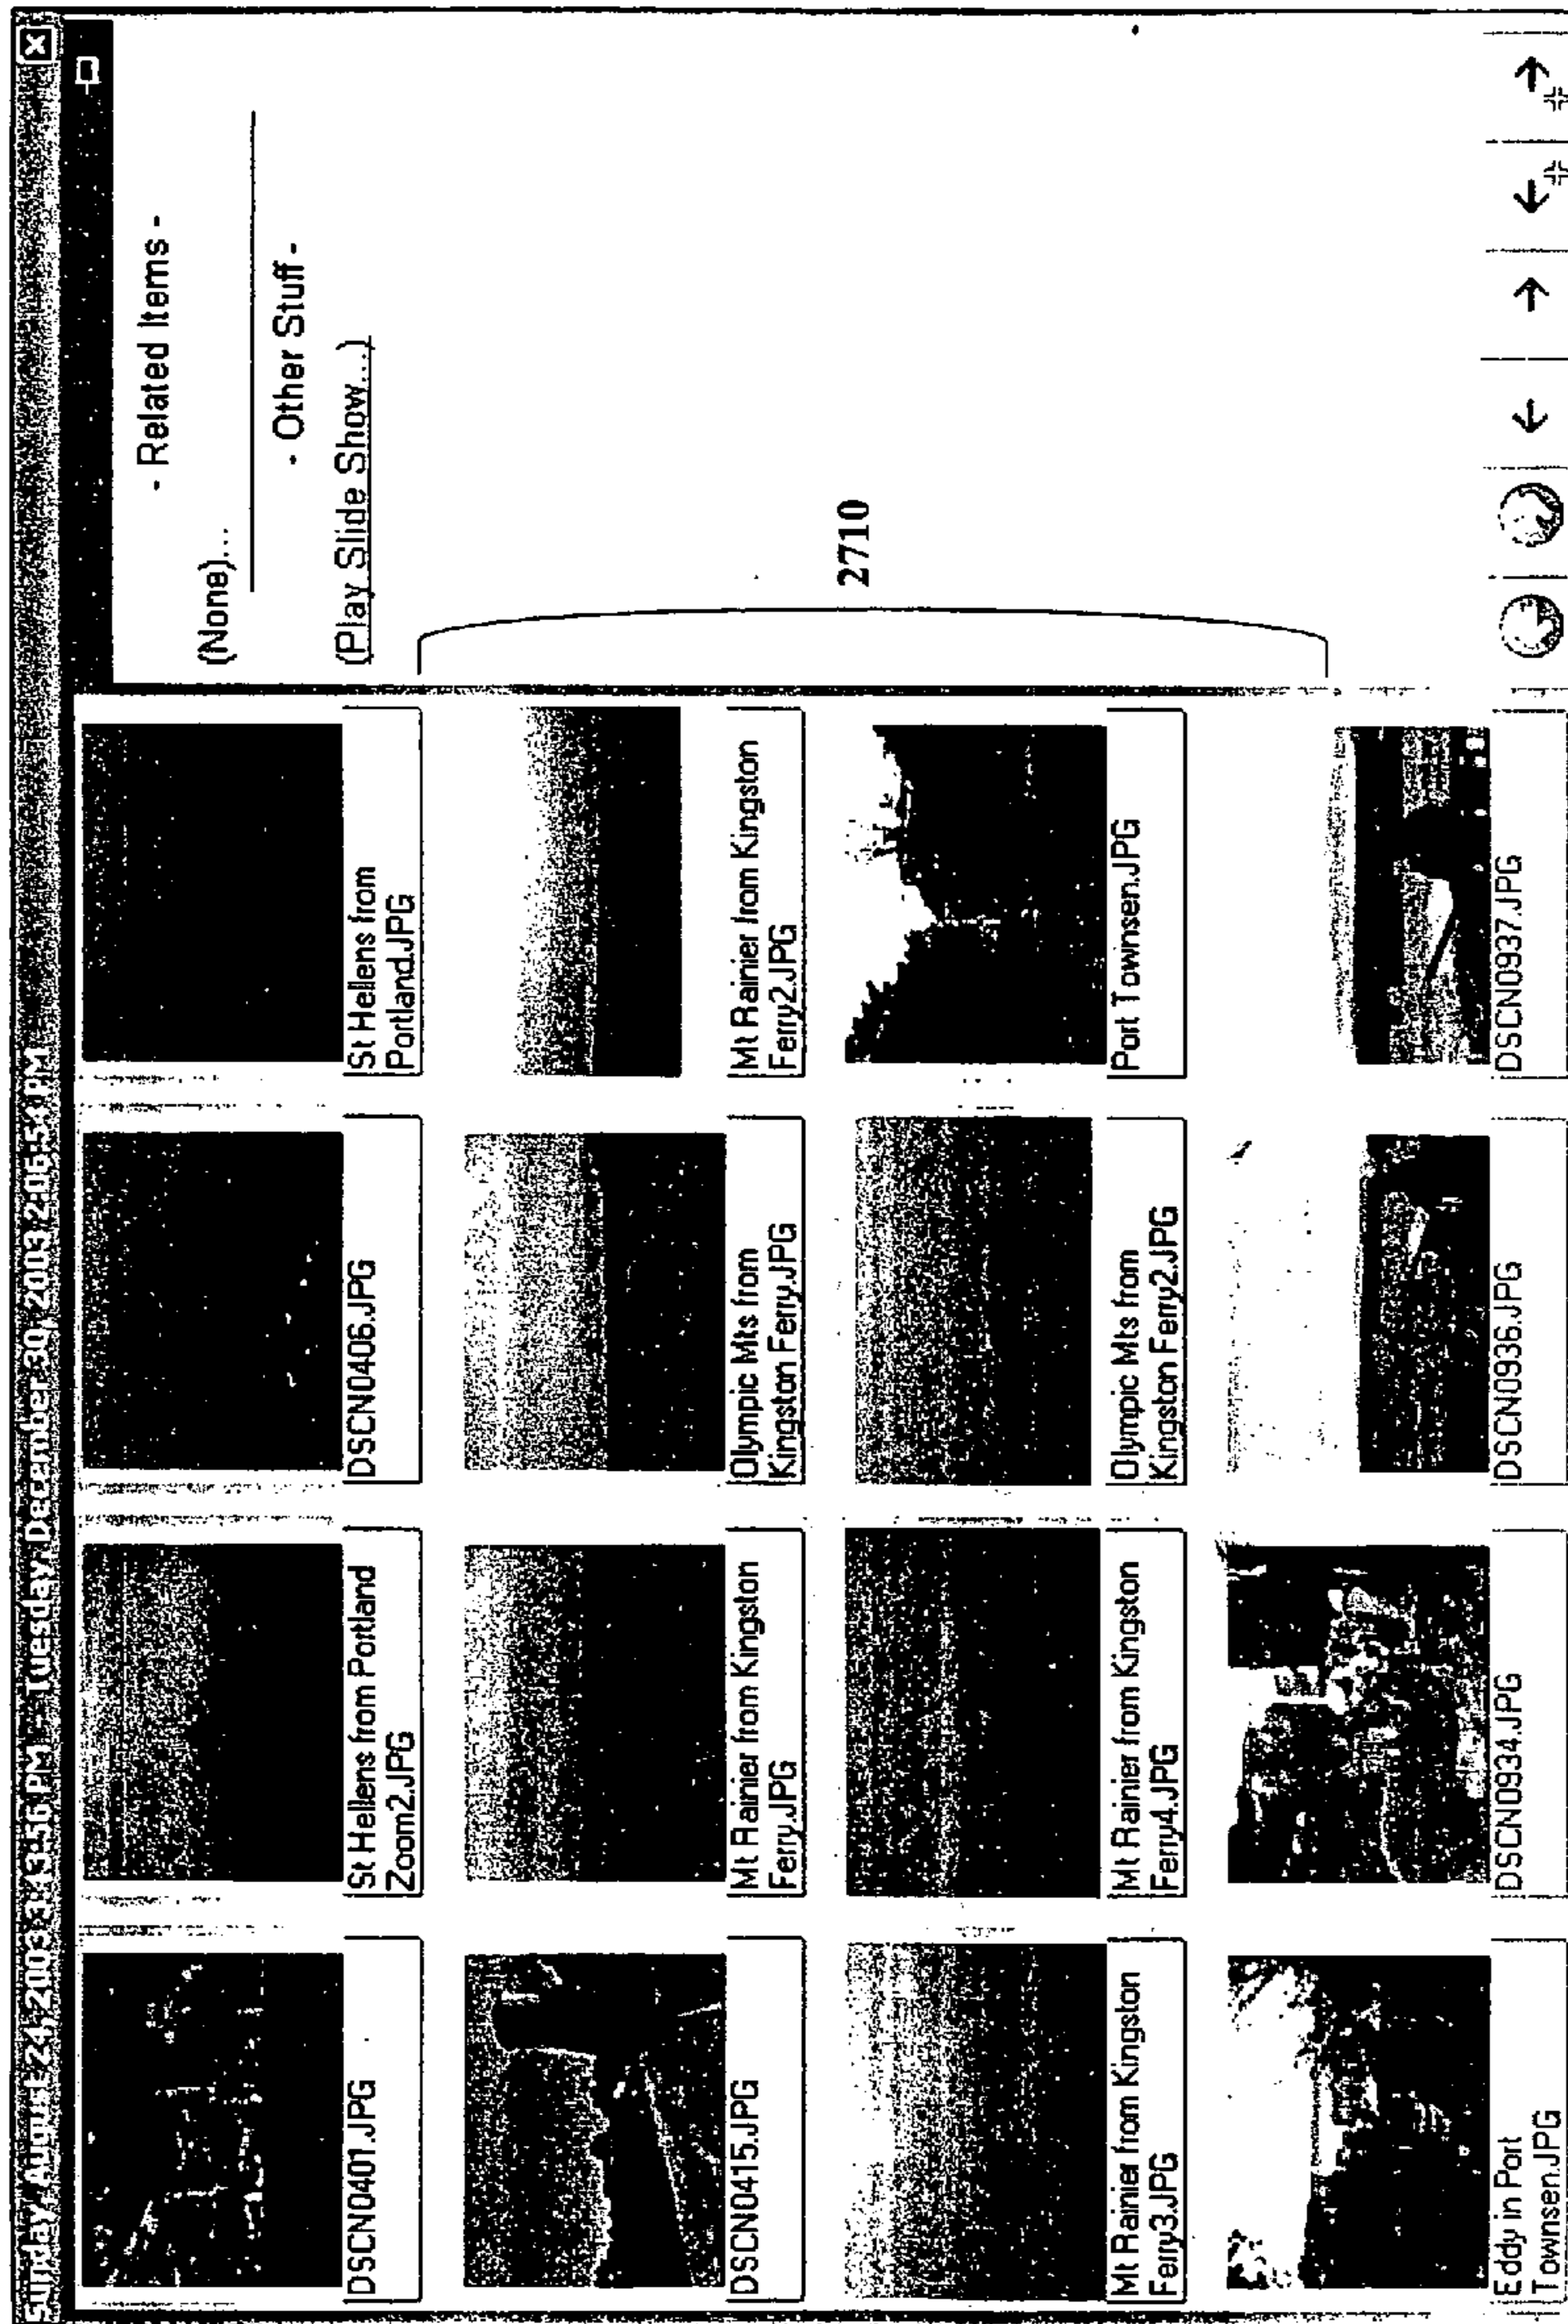 Sunday, August 24, 2003 3:43:16 PM - Tuesday, December 30, 2003 2:06:53 PM
DSCN0401.JPG
St Hellens from Portland
Zoom2.JPG
DSCN0406.JPG
St Hellens from
Portland.JPG
DSCN0415.JPG
Mt Rainier from Kingston
Ferry.JPG
Olympic Mts from
Kingston Ferry.JPG
Mt Rainier from Kingston
Ferry2.JPG
Mt Rainier from Kingston
Ferry3.JPG
Mt Rainier from Kingston
Ferry4.JPG
Olympic Mts from
Kingston Ferry2.JPG
Port Townsen.JPG
Eddy in Port
Townsen.JPG
DSCN0934.JPG
DSCN0936.JPG
DSCN0937.JPG
- Related Items -
(None)...
- Other Stuff -
(Play Slide Show...)
2710